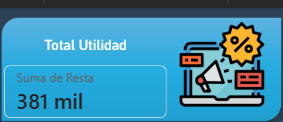 Total Utilidad
Suma de Resta
381 mil
%